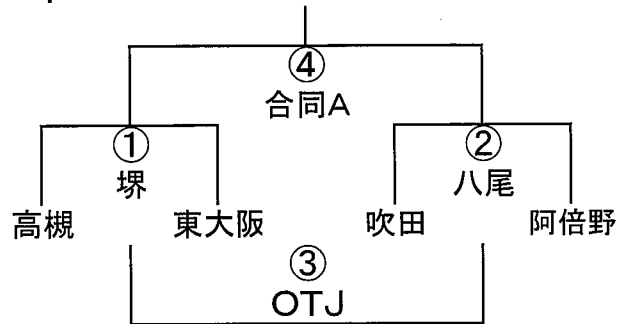 ④
合同A
①
②
堺
八尾
高槻
東大阪
吹田
阿倍野
③
OTJ